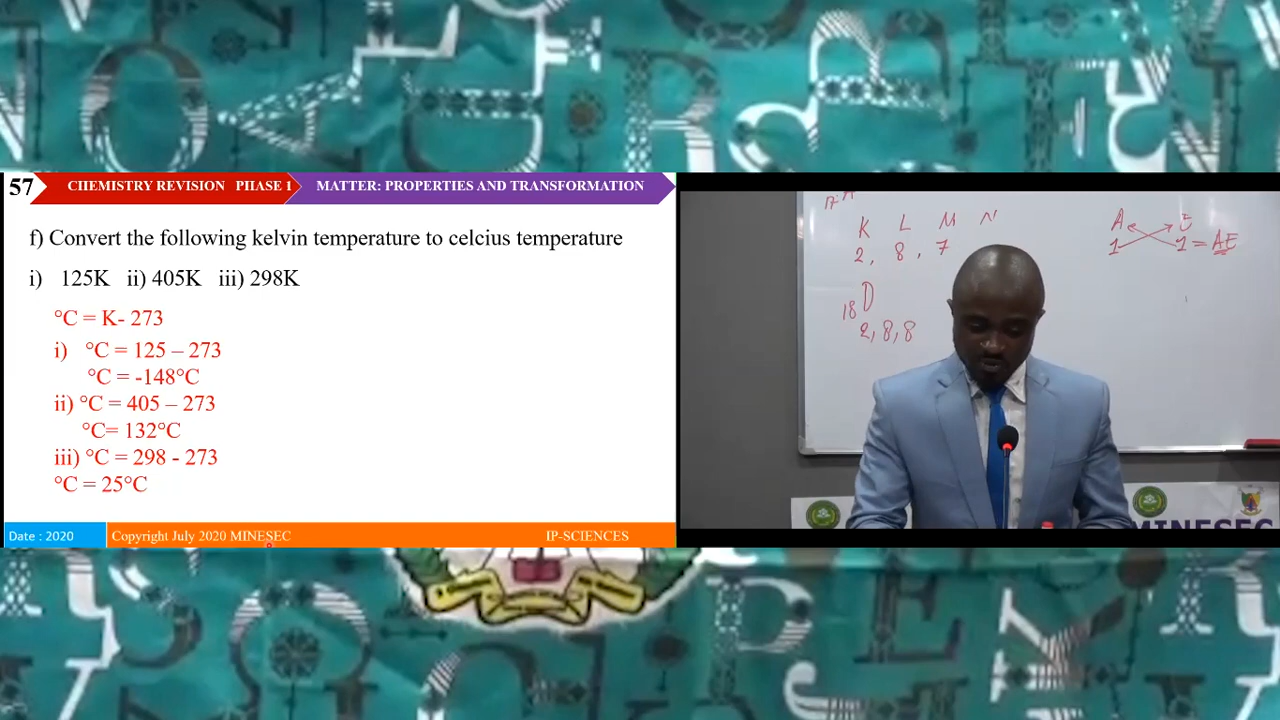 57
CHEMISTRY REVISION PHASE 1
MATTER: PROPERTIES AND TRANSFORMATION
f) Convert the following kelvin temperature to celcius temperature
i) 125K ii) 405K iii) 298K
°C = K- 273
i) °C = 125 – 273
°C = -148°C
ii) °C = 405 – 273
°C= 132°C
iii) °C = 298 - 273
°C = 25°C
Date : 2020
Copyright July 2020 MINESEC
IP-SCIENCES
K L M N
2, 8, 7
18 D
2, 8, 8
A E
1 1 = AE
MINESEC